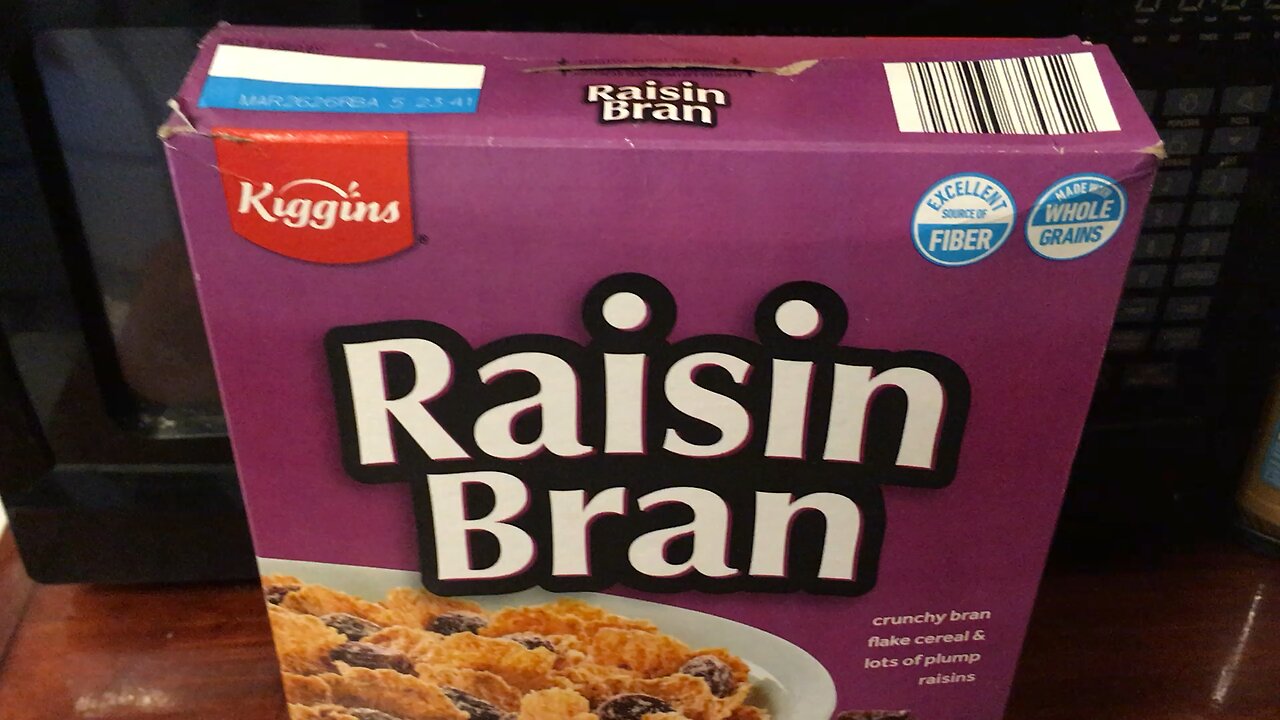 MAR2626RBA 5 23:41
Raisin
Bran
Kiggins
EXCELLENT
SOURCE OF
FIBER
MADE WITH
WHOLE
GRAINS
Raisin
Bran
crunchy bran
flake cereal &
lots of plump
raisins